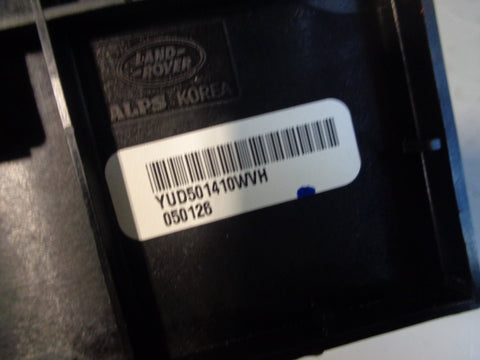 LAND
ROVER
ALPS KOREA
YUD501410WVH
050126